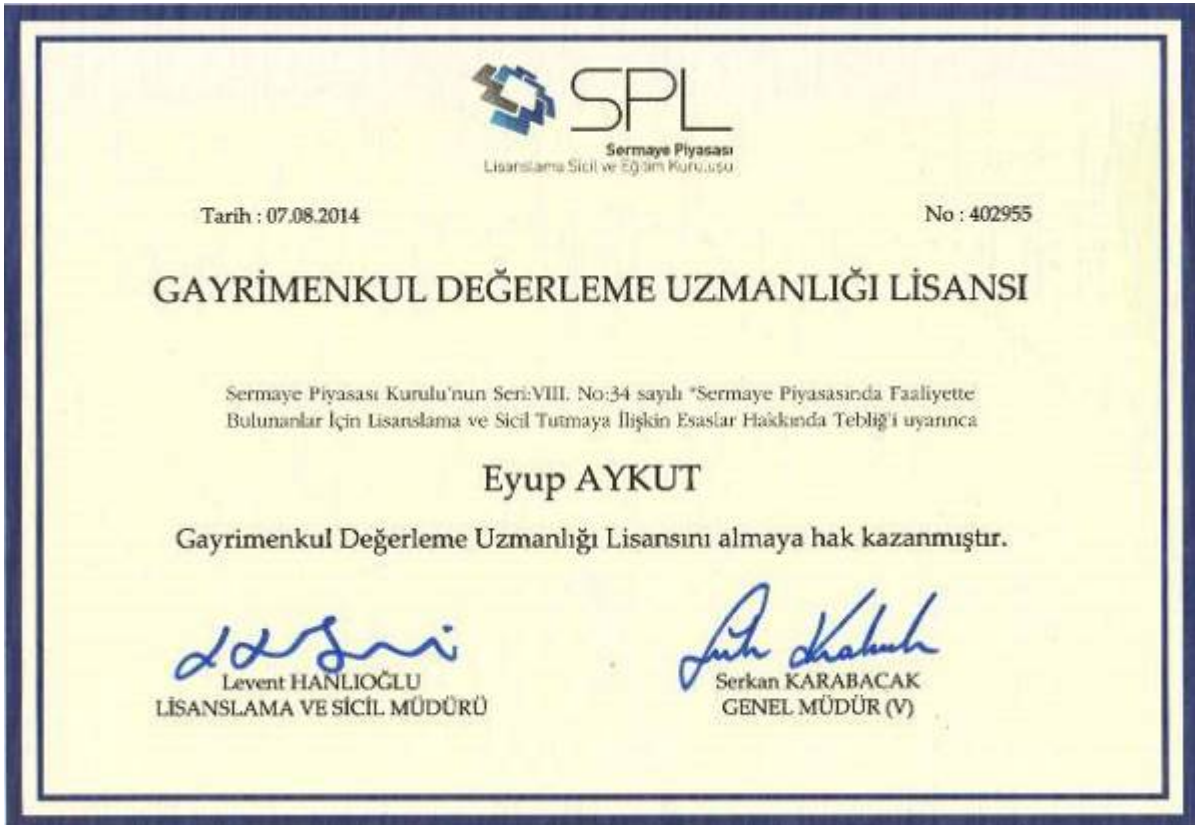 SPL
Sermaye Piyasası
Lisanslama Sicil ve Eğitim Kuruluşu
Tarih : 07.08.2014
No : 402955
GAYRİMENKUL DEĞERLEME UZMANLIĞI LİSANSI
Sermaye Piyasası Kurulu'nun Seri:VIII. No:34 sayılı "Sermaye Piyasasında Faaliyette
Bulunanlar İçin Lisanslama ve Sicil Tutmaya İlişkin Esaslar Hakkında Tebliğ'i uyarınca
Eyup AYKUT
Gayrimenkul Değerleme Uzmanlığı Lisansını almaya hak kazanmıştır.
Levent HANLIOĞLU
LİSANSLAMA VE SİCİL MÜDÜRÜ
Serkan KARABACAK
GENEL MÜDÜR (V)